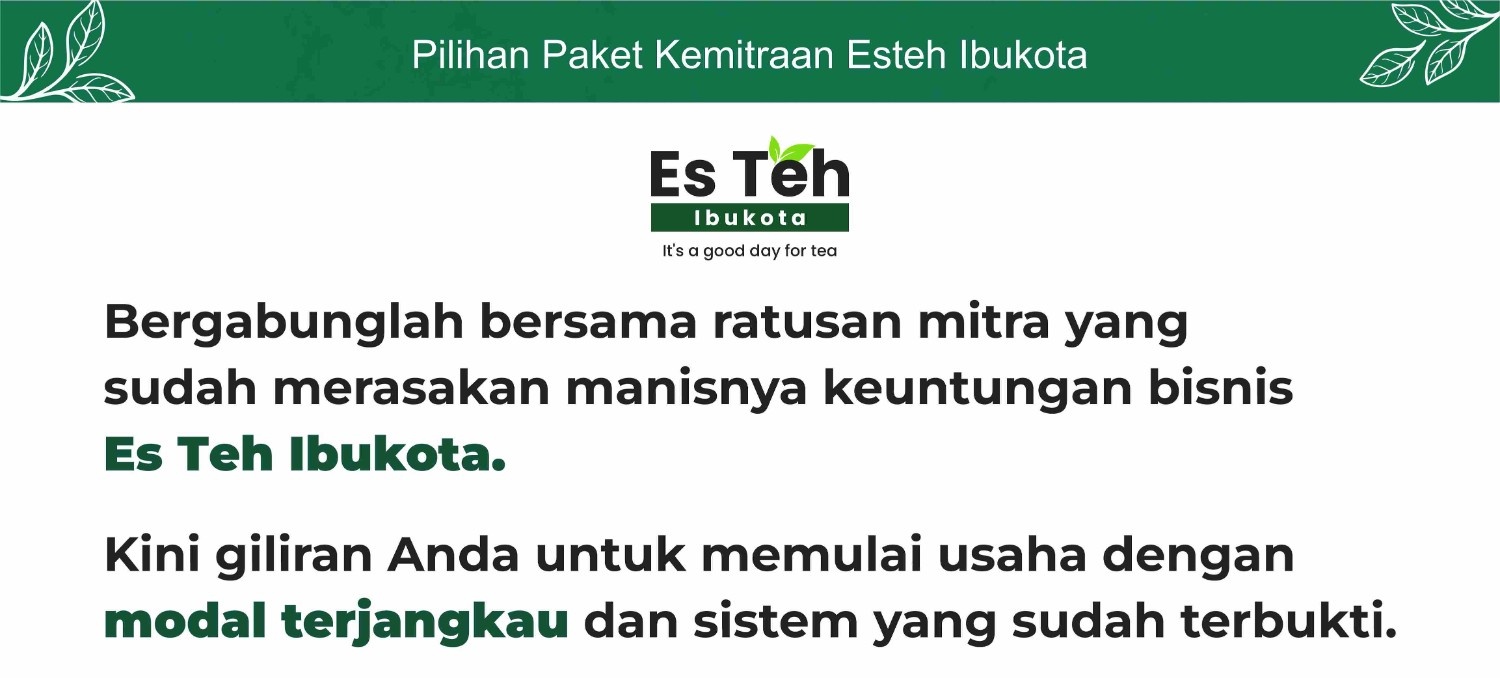 Pilihan Paket Kemitraan Esteh Ibukota
Es Teh
Ibukota
It's a good day for tea
Bergabunglah bersama ratusan mitra yang
sudah merasakan manisnya keuntungan bisnis
Es Teh Ibukota.
Kini giliran Anda untuk memulai usaha dengan
modal terjangkau dan sistem yang sudah terbukti.